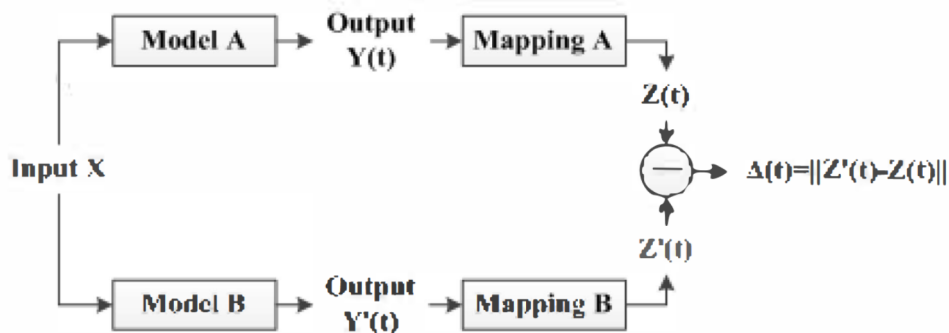 Model A
Output
Y(t)
Mapping A
Z(t)
Input X
Δ(t)=||Z'(t)-Z(t)||
Z'(t)
Model B
Output
Y'(t)
Mapping B